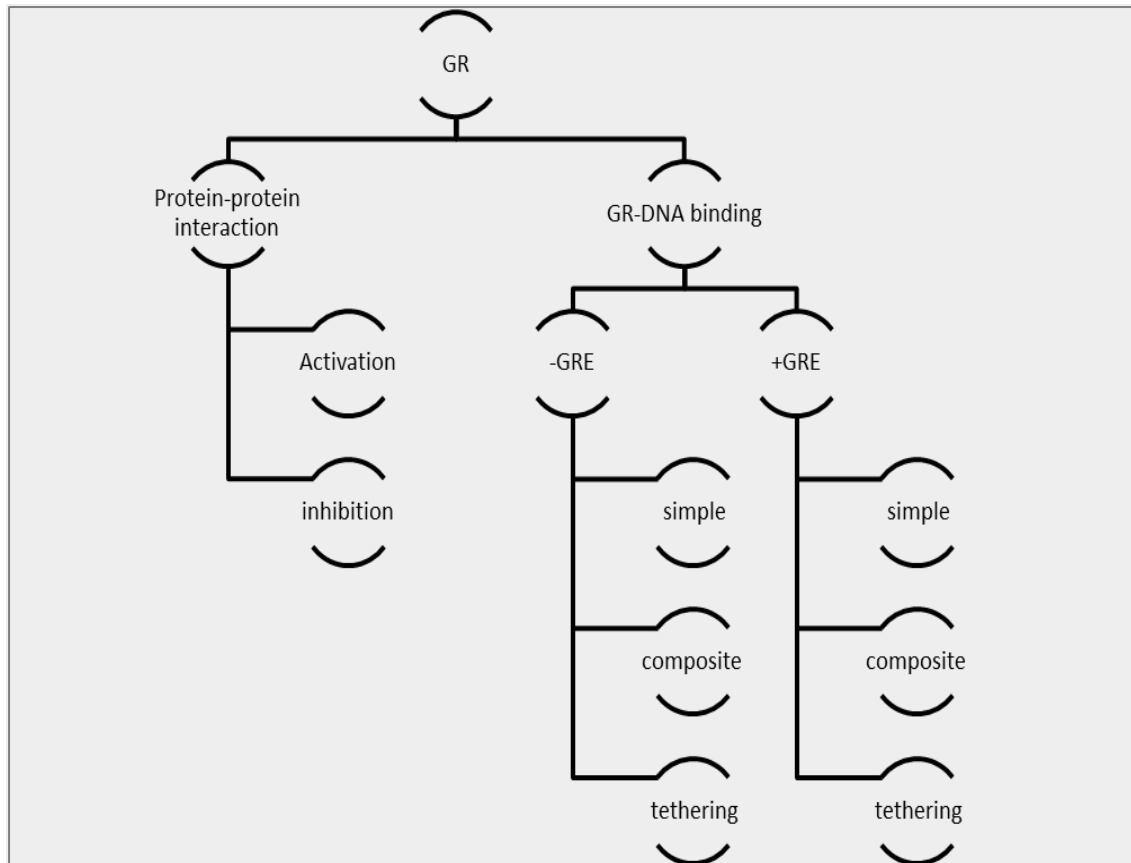 GR
Protein-protein
interaction
GR-DNA binding
Activation
-GRE
+GRE
inhibition
simple
simple
composite
composite
tethering
tethering